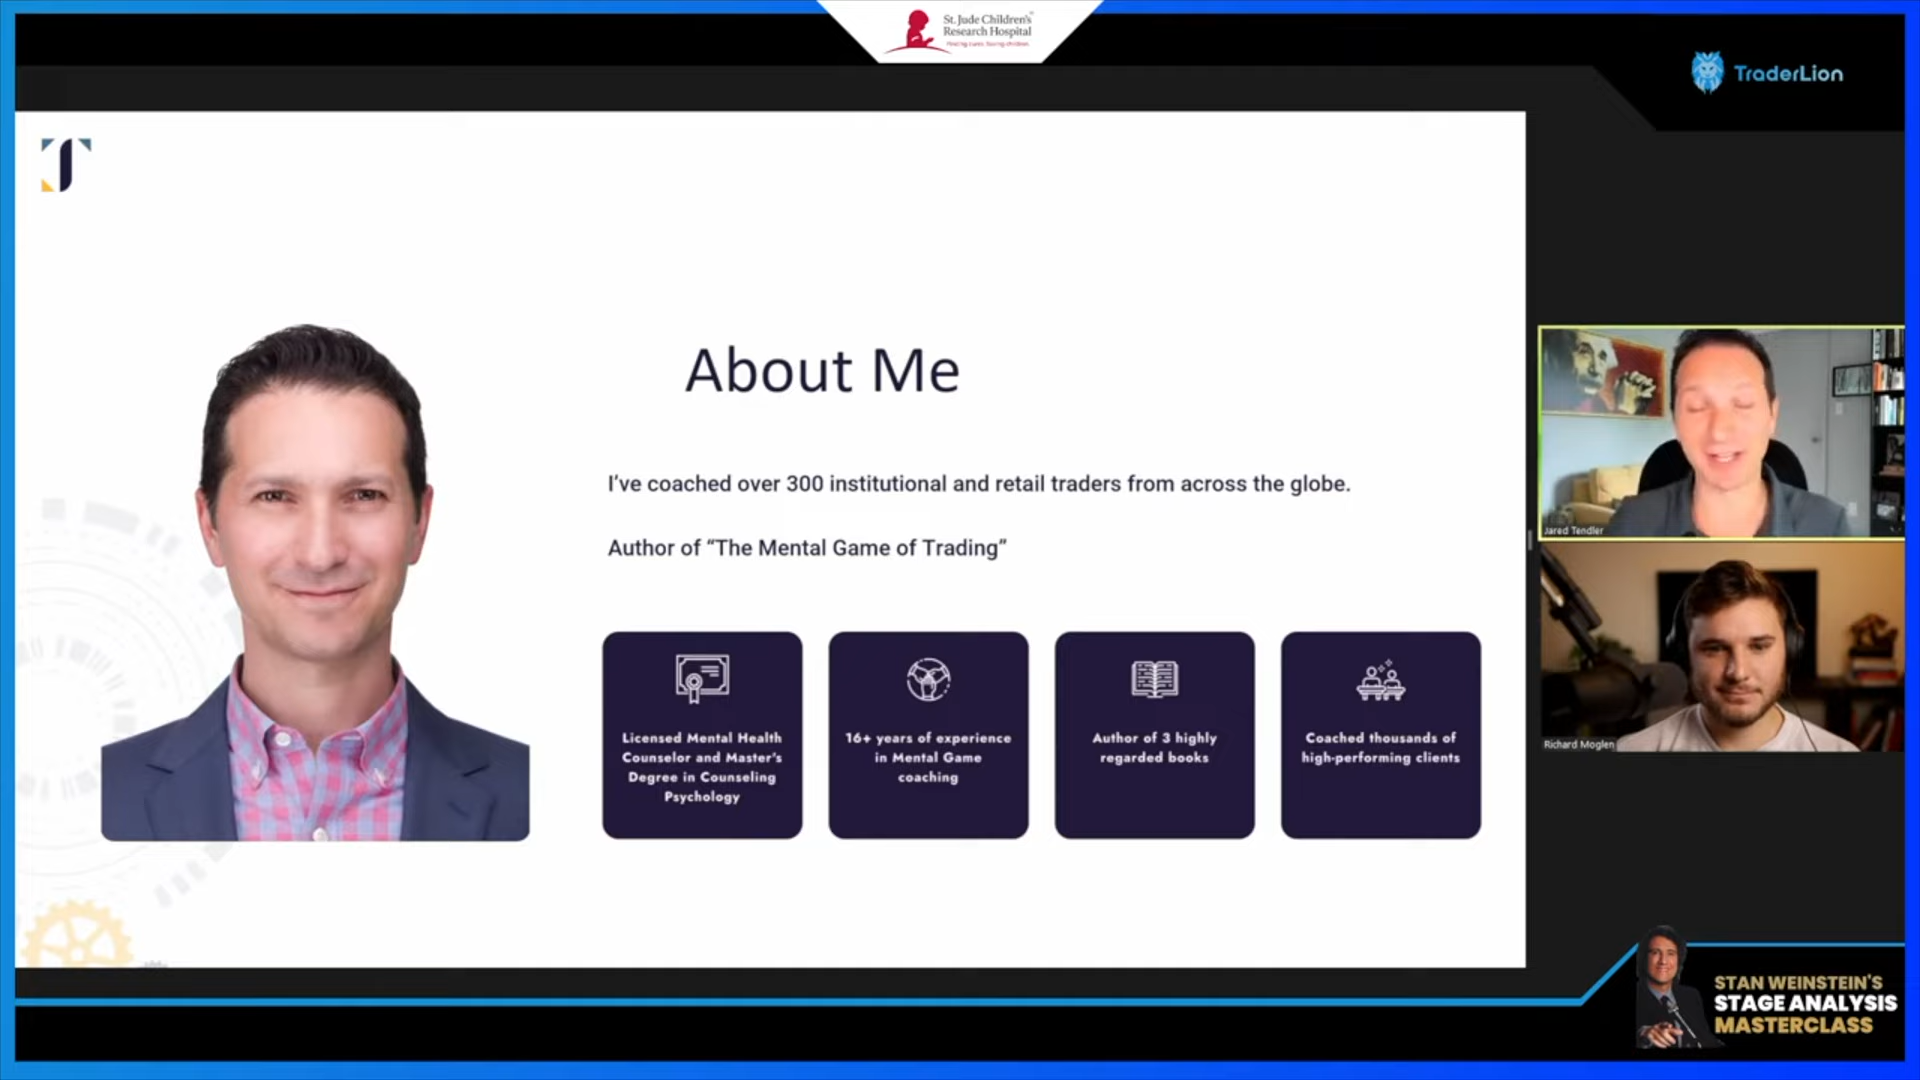 St. Jude Children's
Research Hospital
Finding cures. Saving children.
TraderLion
About Me
I've coached over 300 institutional and retail traders from across the globe.
Author of “The Mental Game of Trading”
Licensed Mental Health
Counselor and Master's
Degree in Counseling
Psychology
16+ years of experience
in Mental Game
coaching
Author of 3 highly
regarded books
Coached thousands of
high-performing clients
Jared Tendler
Richard Moglen
STAN WEINSTEIN'S
STAGE ANALYSIS
MASTERCLASS